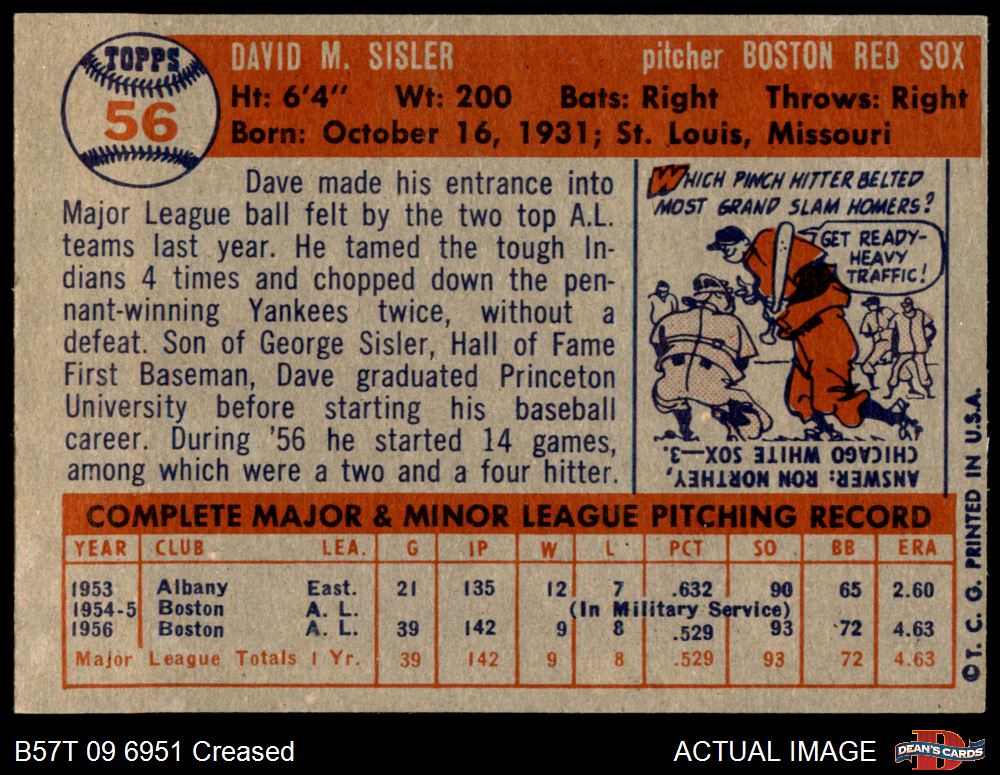 TOPPS
56
DAVID M. SISLER pitcher BOSTON RED SOX
Ht: 6'4" Wt: 200 Bats: Right Throws: Right
Born: October 16, 1931; St. Louis, Missouri
Dave made his entrance into
Major League ball felt by the two top A.L.
teams last year. He tamed the tough In-
dians 4 times and chopped down the pen-
nant-winning Yankees twice, without a
defeat. Son of George Sisler, Hall of Fame
First Baseman, Dave graduated Princeton
University before starting his baseball
career. During '56 he started 14 games,
among which were a two and a four hitter.
WHICH PINCH HITTER BELTED
MOST GRAND SLAM HOMERS?
GET READY-
HEAVY
TRAFFIC!
ANSWER: RON NORTHEY,
CHICAGO WHITE SOX—3.
COMPLETE MAJOR & MINOR LEAGUE PITCHING RECORD
YEAR CLUB LEA. G IP W L PCT SO BB ERA
1953 Albany East. 21 135 12 7 .632 90 65 2.60
1954-5 Boston A. L. (In Military Service)
1956 Boston A. L. 39 142 9 8 .529 93 72 4.63
Major League Totals 1 Yr. 39 142 9 8 .529 93 72 4.63
© T. C. G. PRINTED IN U.S.A.
B57T 09 6951 Creased
ACTUAL IMAGE
D
DEAN'S CARDS